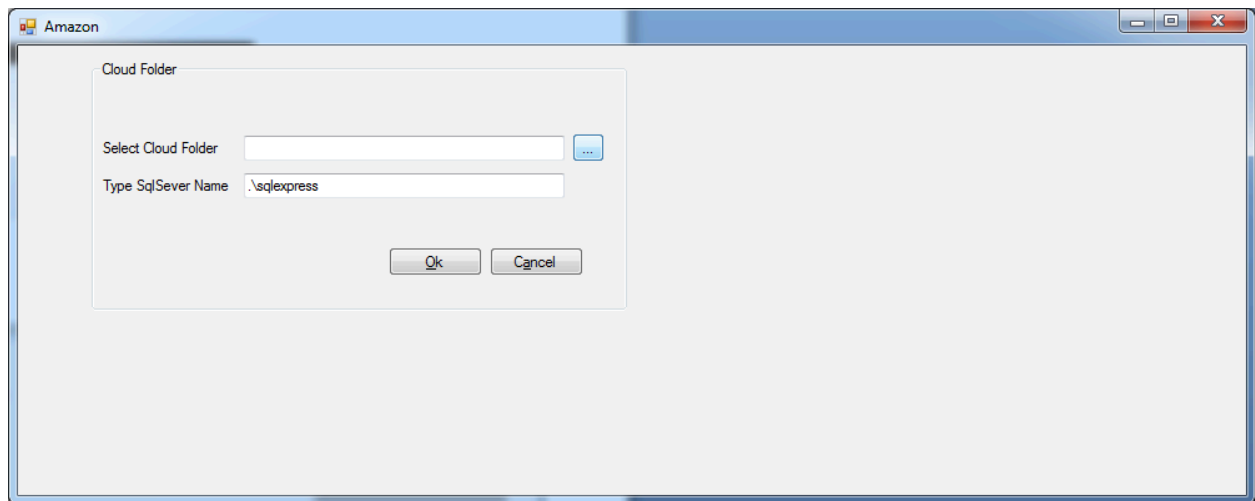 Amazon
Cloud Folder
Select Cloud Folder ...
Type SqlSever Name .\sqlexpress
Ok Cancel